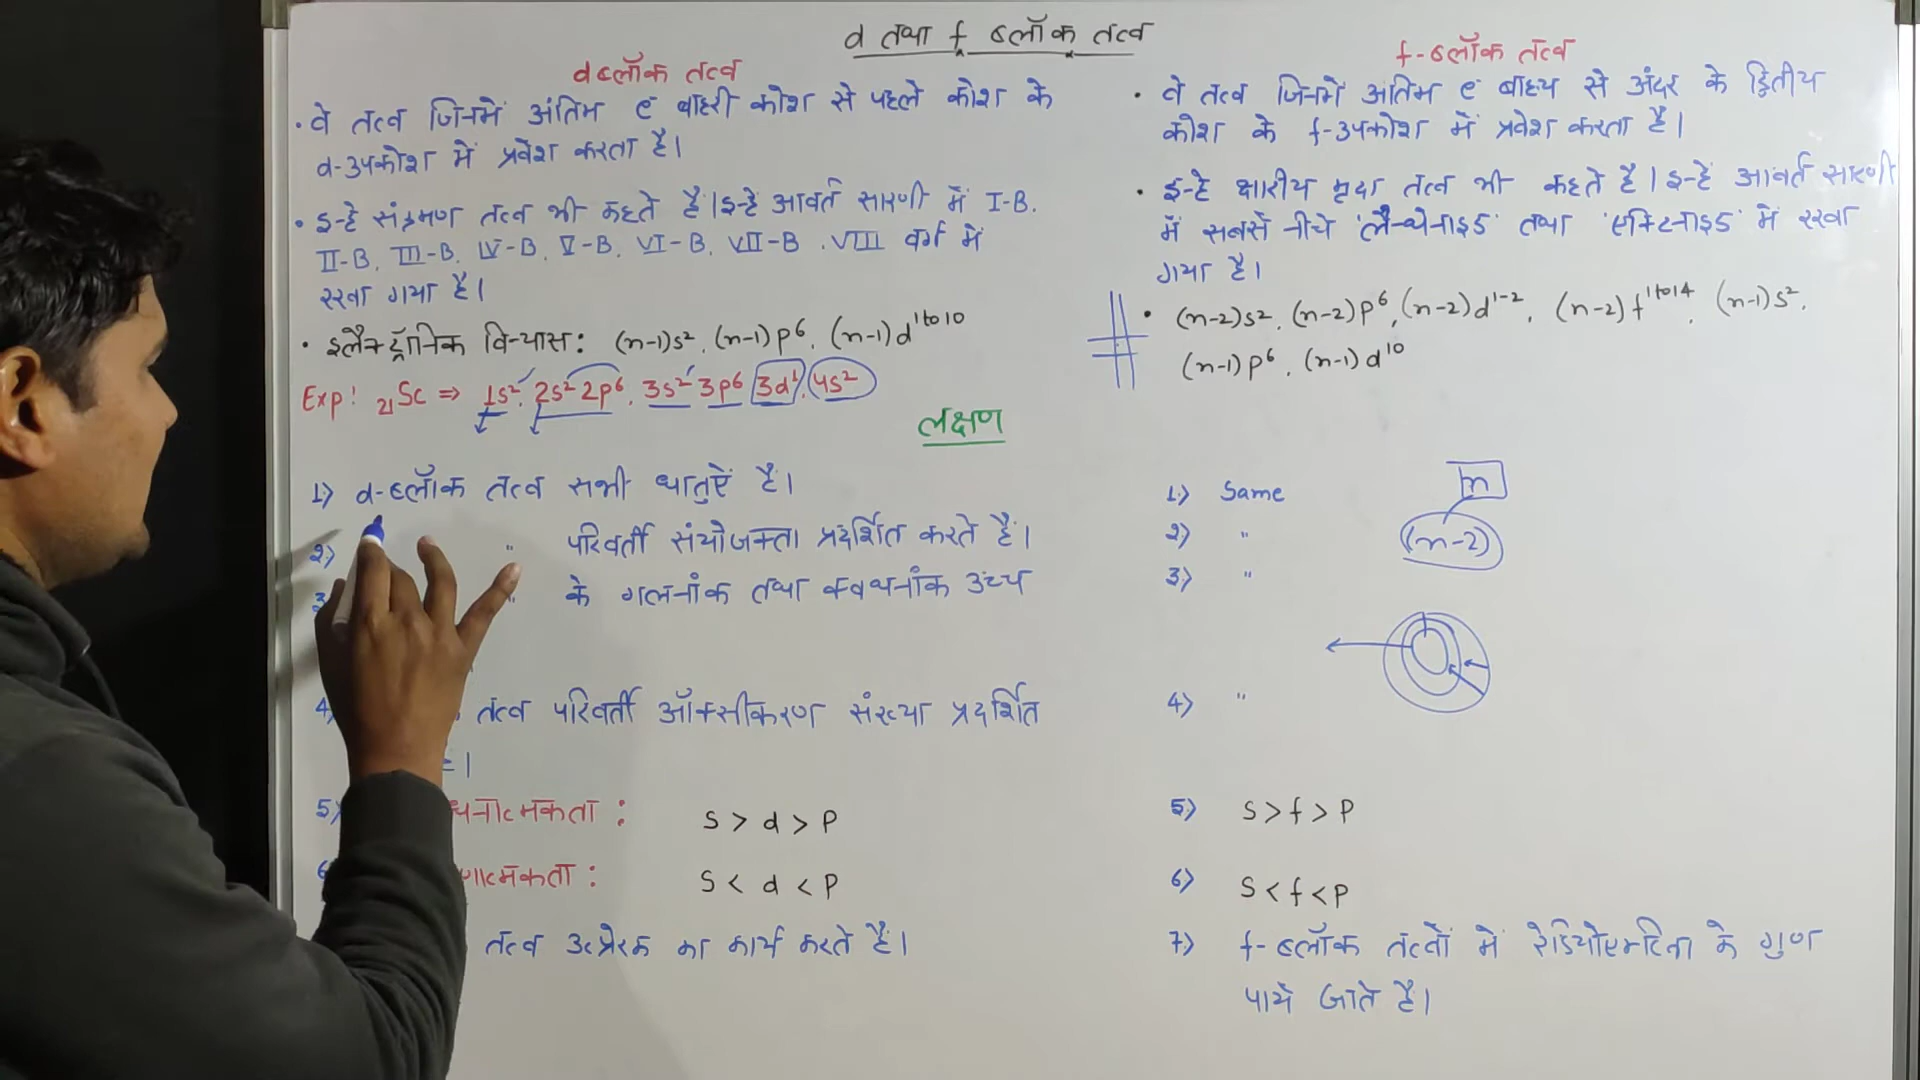 d तथा f ब्लॉक तत्व
d ब्लॉक तत्व
• वे तत्व जिनमें अंतिम e⁻ बाहरी कोश से पहले कोश के
d-उपकोश में प्रवेश करता है।
• इन्हे संक्रमण तत्व भी कहते हैं। इन्हे आवर्त सारणी में I-B,
II-B, III-B, IV-B, V-B, VI-B, VII-B, VIII वर्ग में
रखा गया है।
• इलैक्ट्रॉनिक विन्यास: (n-1)s², (n-1)p⁶, (n-1)d¹ᵗᵒ¹⁰
Exp: ₂₁Sc ⇒ 1s², 2s² 2p⁶, 3s² 3p⁶ 3d¹, 4s²
f-ब्लॉक तत्व
• वे तत्व जिनमें अंतिम e⁻ बाह्य से अंदर के द्वितीय
कोश के f-उपकोश में प्रवेश करता है।
• इन्हे क्षारीय मृदा तत्व भी कहते है। इन्हे आवर्त सारणी
में सबसे नीचे 'लैन्थेनाइड' तथा 'एक्टिनाइड' में रखा
गया है।
• (n-2)s², (n-2)p⁶, (n-2)d¹⁻², (n-2)f¹ᵗᵒ¹⁴, (n-1)s²,
(n-1)p⁶, (n-1)d¹⁰
लक्षण
1) d-ब्लॉक तत्व सभी धातुऐं है।
2) " परिवर्ती संयोजक्ता प्रदर्शित करते हैं।
3) " के गलनांक तथा क्वथनांक उच्च
4) तत्व परिवर्ती ऑक्सीकरण संख्या प्रदर्शित
5) धनात्मकता: s > d > p
6) णात्मकता: s < d < p
तत्व उत्प्रेरक का कार्य करते हैं।
1) Same
2) "
3) "
4) "
5) s > f > p
6) s < f < p
7) f-ब्लॉक तत्वों में रेडियोएक्टिव के गुण
पाये जाते है।
n
(n-2)